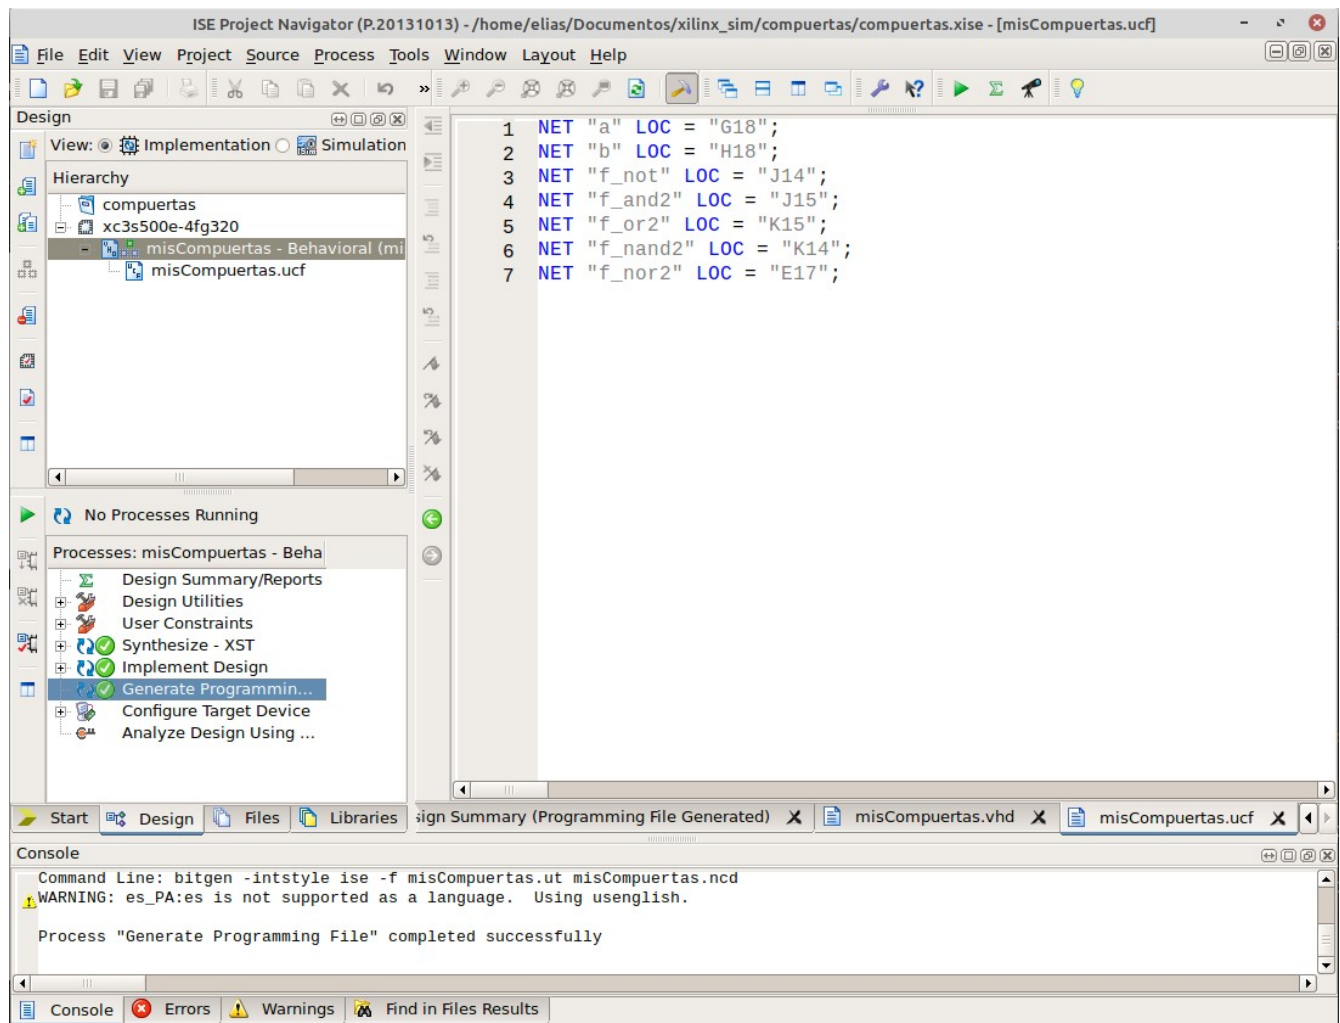 ISE Project Navigator (P.20131013) - /home/elias/Documentos/xilinx_sim/compuertas/compuertas.xise - [misCompuertas.ucf]
File Edit View Project Source Process Tools Window Layout Help
Design
View: Implementation Simulation
Hierarchy
compuertas
xc3s500e-4fg320
misCompuertas - Behavioral (mi
misCompuertas.ucf
No Processes Running
Processes: misCompuertas - Beha
Design Summary/Reports
Design Utilities
User Constraints
Synthesize - XST
Implement Design
Generate Programmin...
Configure Target Device
Analyze Design Using ...
Start Design Files Libraries
1 NET "a" LOC = "G18";
2 NET "b" LOC = "H18";
3 NET "f_not" LOC = "J14";
4 NET "f_and2" LOC = "J15";
5 NET "f_or2" LOC = "K15";
6 NET "f_nand2" LOC = "K14";
7 NET "f_nor2" LOC = "E17";
sign Summary (Programming File Generated) misCompuertas.vhd misCompuertas.ucf
Console
Command Line: bitgen -intstyle ise -f misCompuertas.ut misCompuertas.ncd
WARNING: es_PA:es is not supported as a language.  Using usenglish.
Process "Generate Programming File" completed successfully
Console Errors Warnings Find in Files Results